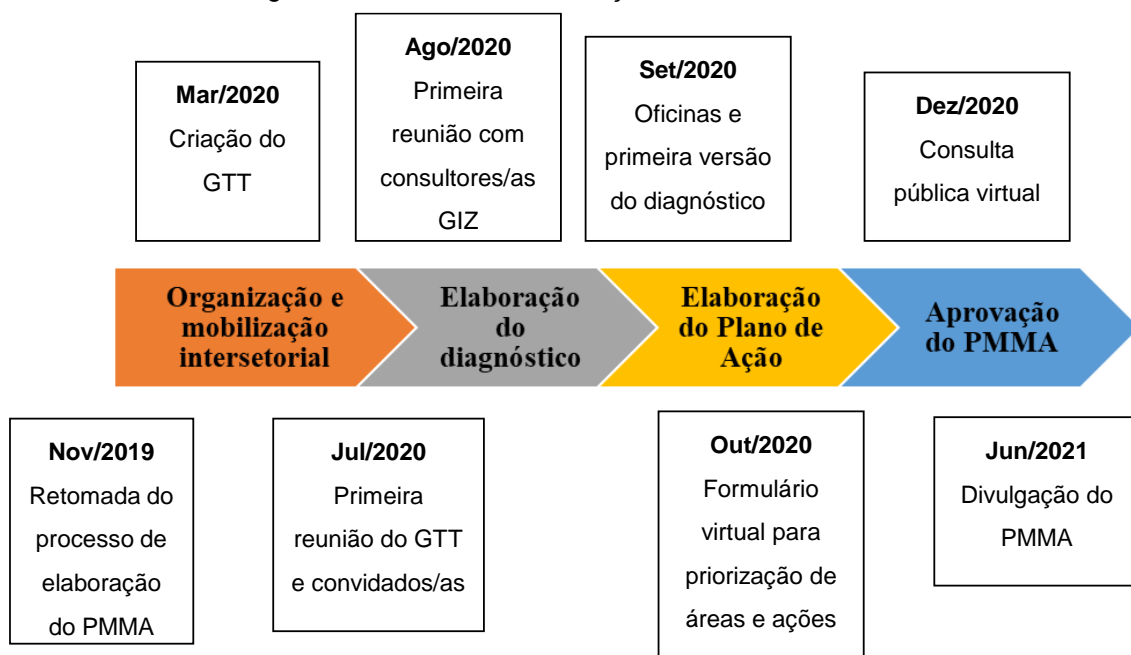 Mar/2020
Criação do
GTT
Ago/2020
Primeira
reunião com
consultores/as
GIZ
Set/2020
Oficinas e
primeira versão
do diagnóstico
Dez/2020
Consulta
pública virtual
Organização e
mobilização
intersetorial
Elaboração
do
diagnóstico
Elaboração
do Plano de
Ação
Aprovação
do PMMA
Nov/2019
Retomada do
processo de
elaboração
do PMMA
Jul/2020
Primeira
reunião do GTT
e convidados/as
Out/2020
Formulário
virtual para
priorização de
áreas e ações
Jun/2021
Divulgação do
PMMA